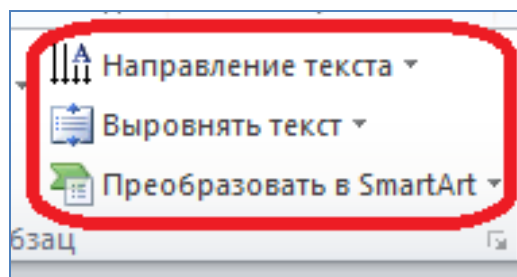 Направление текста
Выровнять текст
Преобразовать в SmartArt
бзац